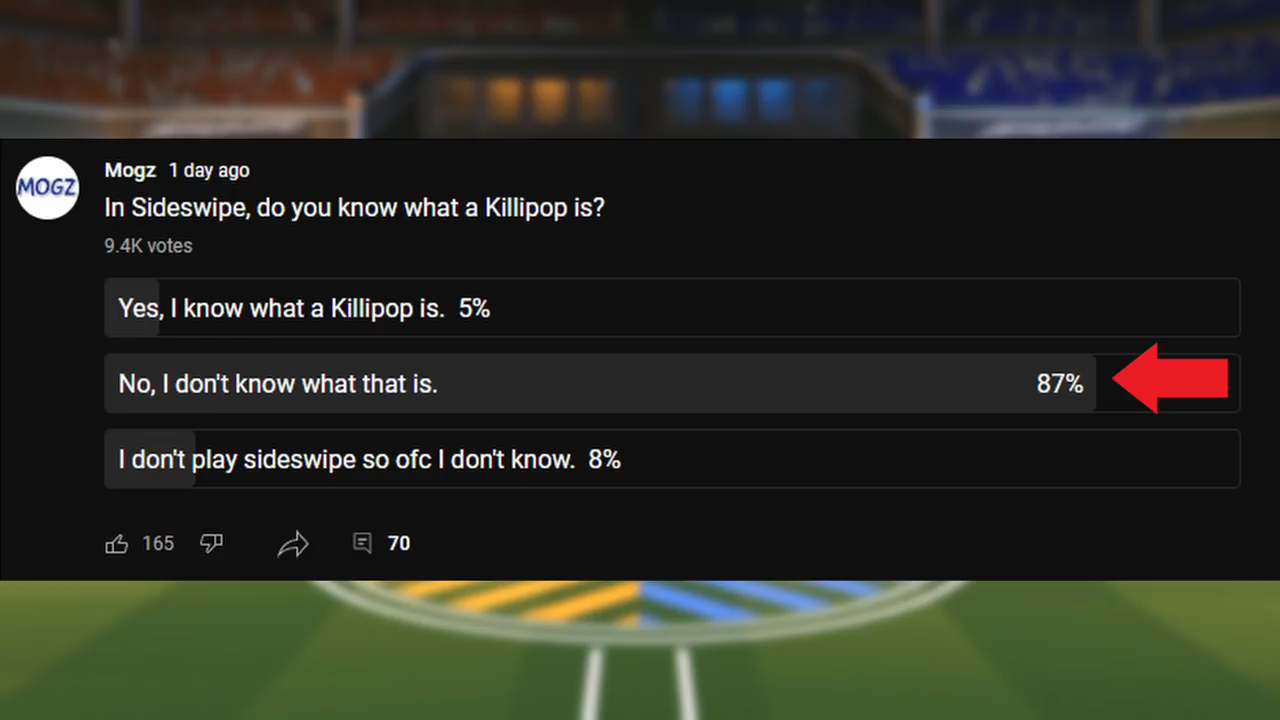 MOGZ
Mogz 1 day ago
In Sideswipe, do you know what a Killipop is?
9.4K votes
Yes, I know what a Killipop is. 5%
No, I don't know what that is. 87%
I don't play sideswipe so ofc I don't know. 8%
165 70